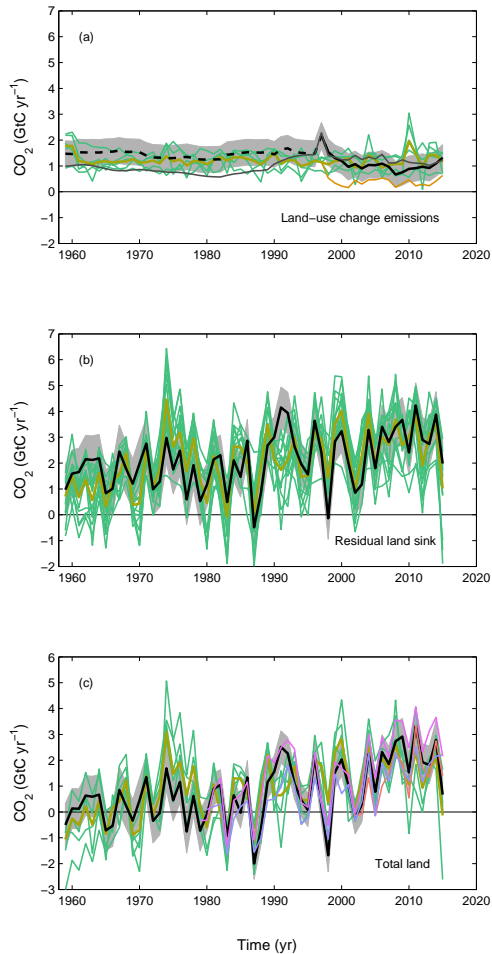 7
6
5
4
3
2
1
0
−1
−2
(a)
CO2 (GtC yr−1)
Land−use change emissions
1960 1970 1980 1990 2000 2010 2020
7
6
5
4
3
2
1
0
−1
−2
(b)
CO2 (GtC yr−1)
Residual land sink
1960 1970 1980 1990 2000 2010 2020
6
5
4
3
2
1
0
−1
−2
−3
(c)
CO2 (GtC yr−1)
Total land
1960 1970 1980 1990 2000 2010 2020
Time (yr)